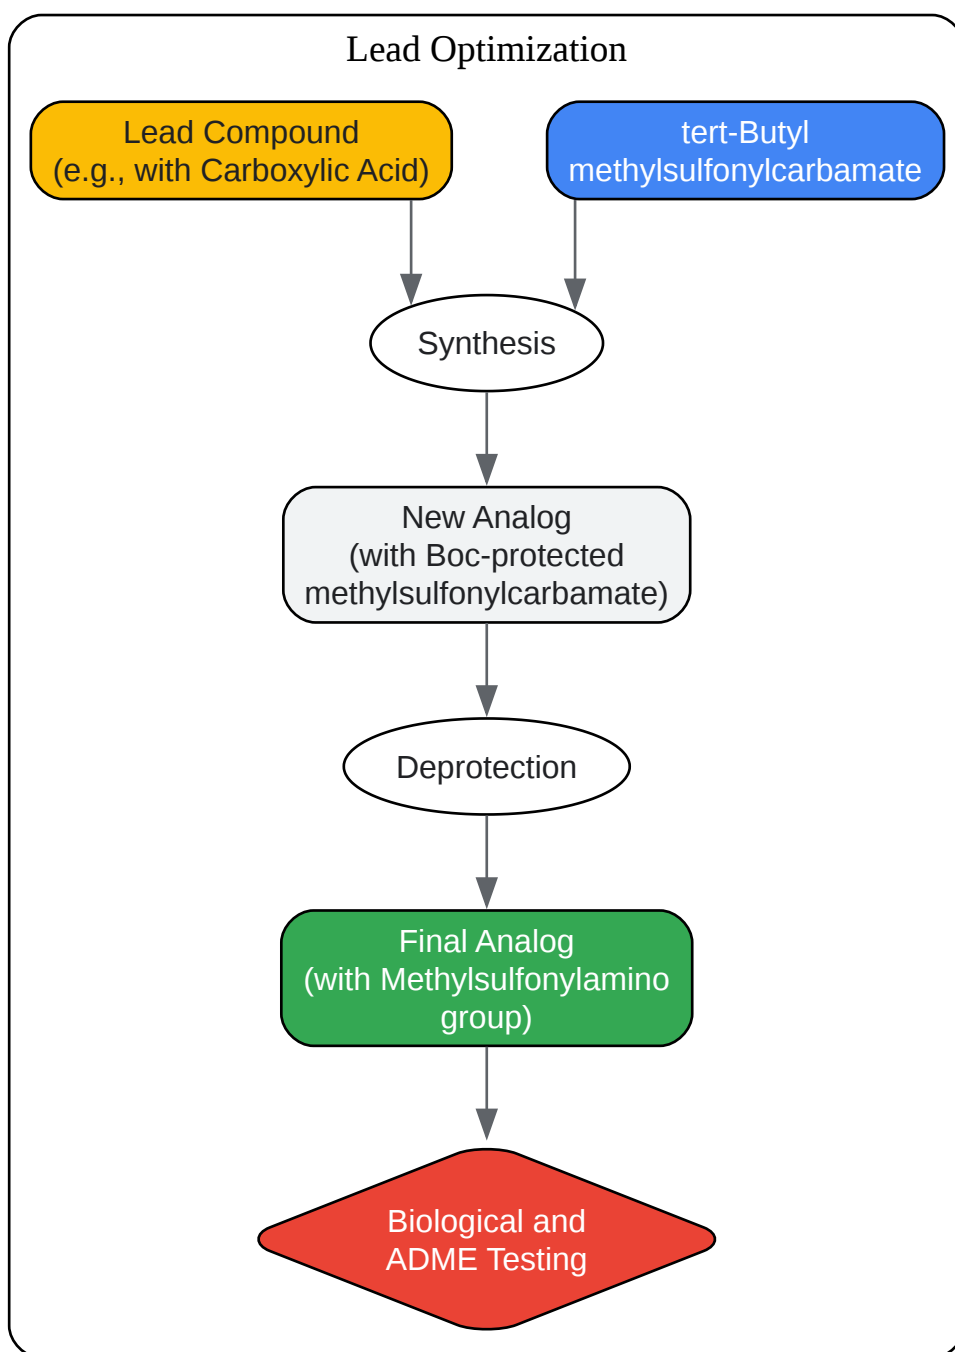 Lead Optimization
Lead Compound
(e.g., with Carboxylic Acid)
tert-Butyl
methylsulfonylcarbamate
Synthesis
New Analog
(with Boc-protected
methylsulfonylcarbamate)
Deprotection
Final Analog
(with Methylsulfonylamino
group)
Biological and
ADME Testing